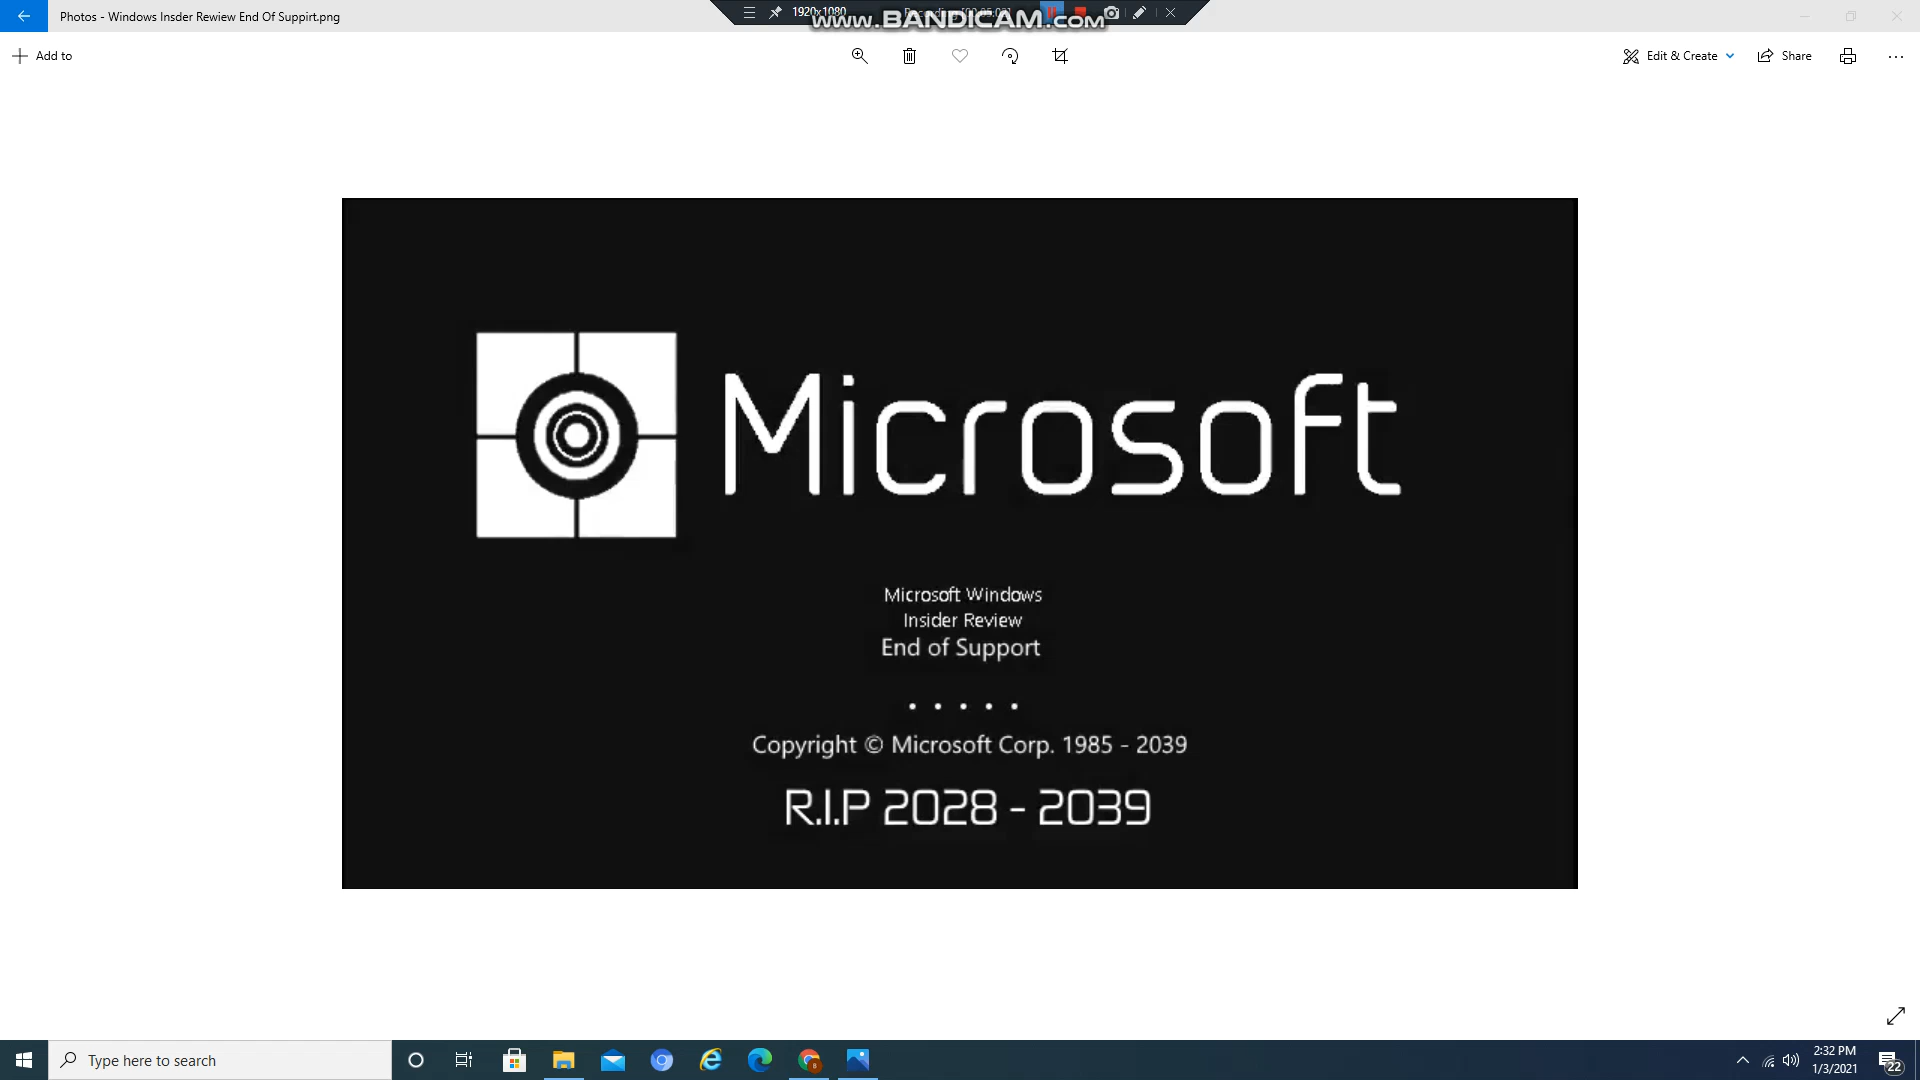 Photos - Windows Insder Rewiew End Of Suppirt.png
1920x1080
www.BANDICAM.com
Add to
Edit & Create
Share
Microsoft
Microsoft Windows
Insider Review
End of Support
Copyright © Microsoft Corp. 1985 - 2039
R.I.P 2028 - 2039
Type here to search
2:32 PM
1/3/2021
22